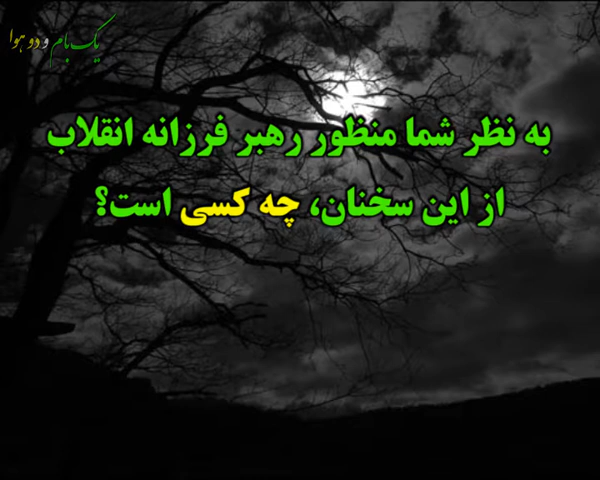 یک بام و دو هوا
به نظر شما منظور رهبر فرزانه انقلاب
از این سخنان، چه کسی است؟